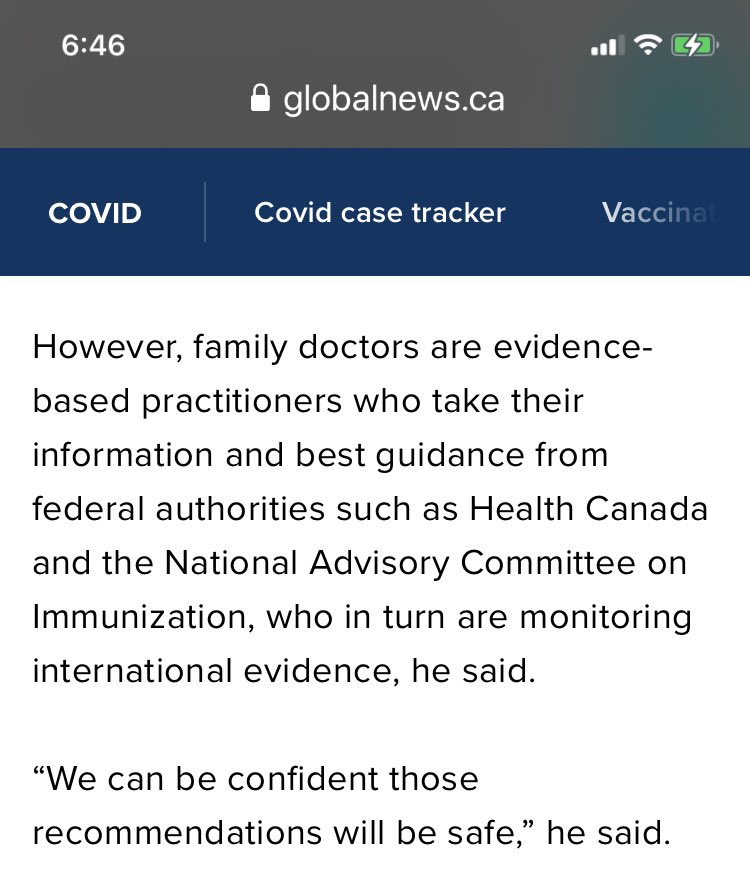 6:46
globalnews.ca
COVID
Covid case tracker
Vaccinat
However, family doctors are evidence-
based practitioners who take their
information and best guidance from
federal authorities such as Health Canada
and the National Advisory Committee on
Immunization, who in turn are monitoring
international evidence, he said.
“We can be confident those
recommendations will be safe,” he said.